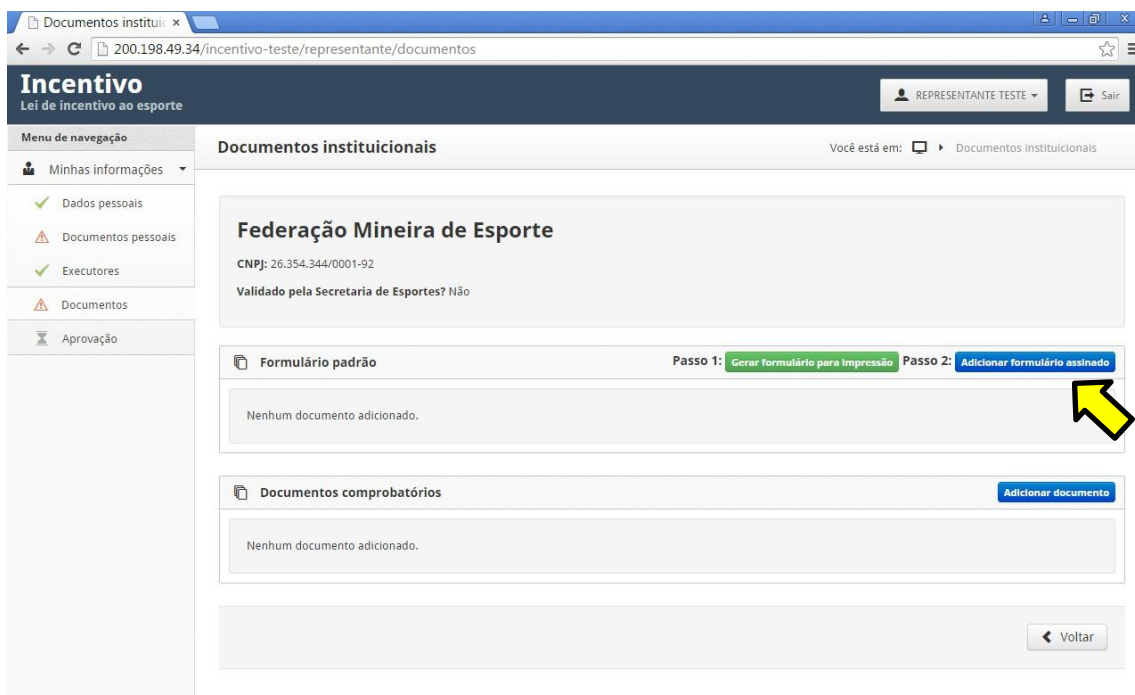 Documentos instituic
200.198.49.34/incentivo-teste/representante/documentos
Incentivo
Lei de incentivo ao esporte
REPRESENTANTE TESTE
Sair
Menu de navegação
Minhas informações
Dados pessoais
Documentos pessoais
Executores
Documentos
Aprovação
Documentos instituicionais
Você está em: Documentos instituicionais
Federação Mineira de Esporte
CNPJ: 26.354.344/0001-92
Validado pela Secretaria de Esportes? Não
Formulário padrão Passo 1: Gerar formulário para impressão Passo 2: Adicionar formulário assinado
Nenhum documento adicionado.
Documentos comprobatórios Adicionar documento
Nenhum documento adicionado.
Voltar